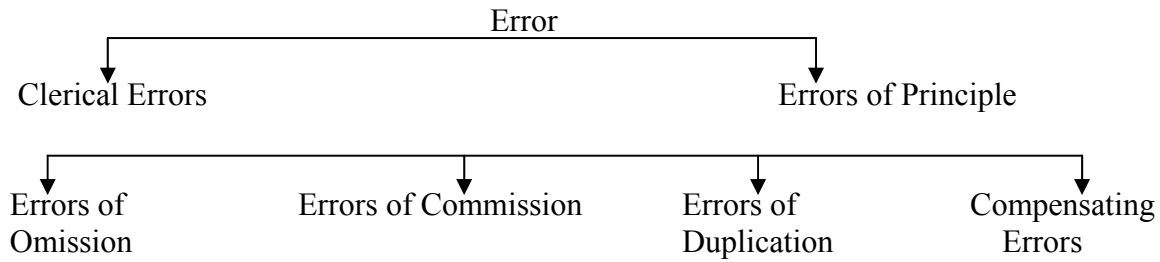 Error
Clerical Errors Errors of Principle
Errors of Errors of Commission Errors of Compensating
Omission Duplication Errors